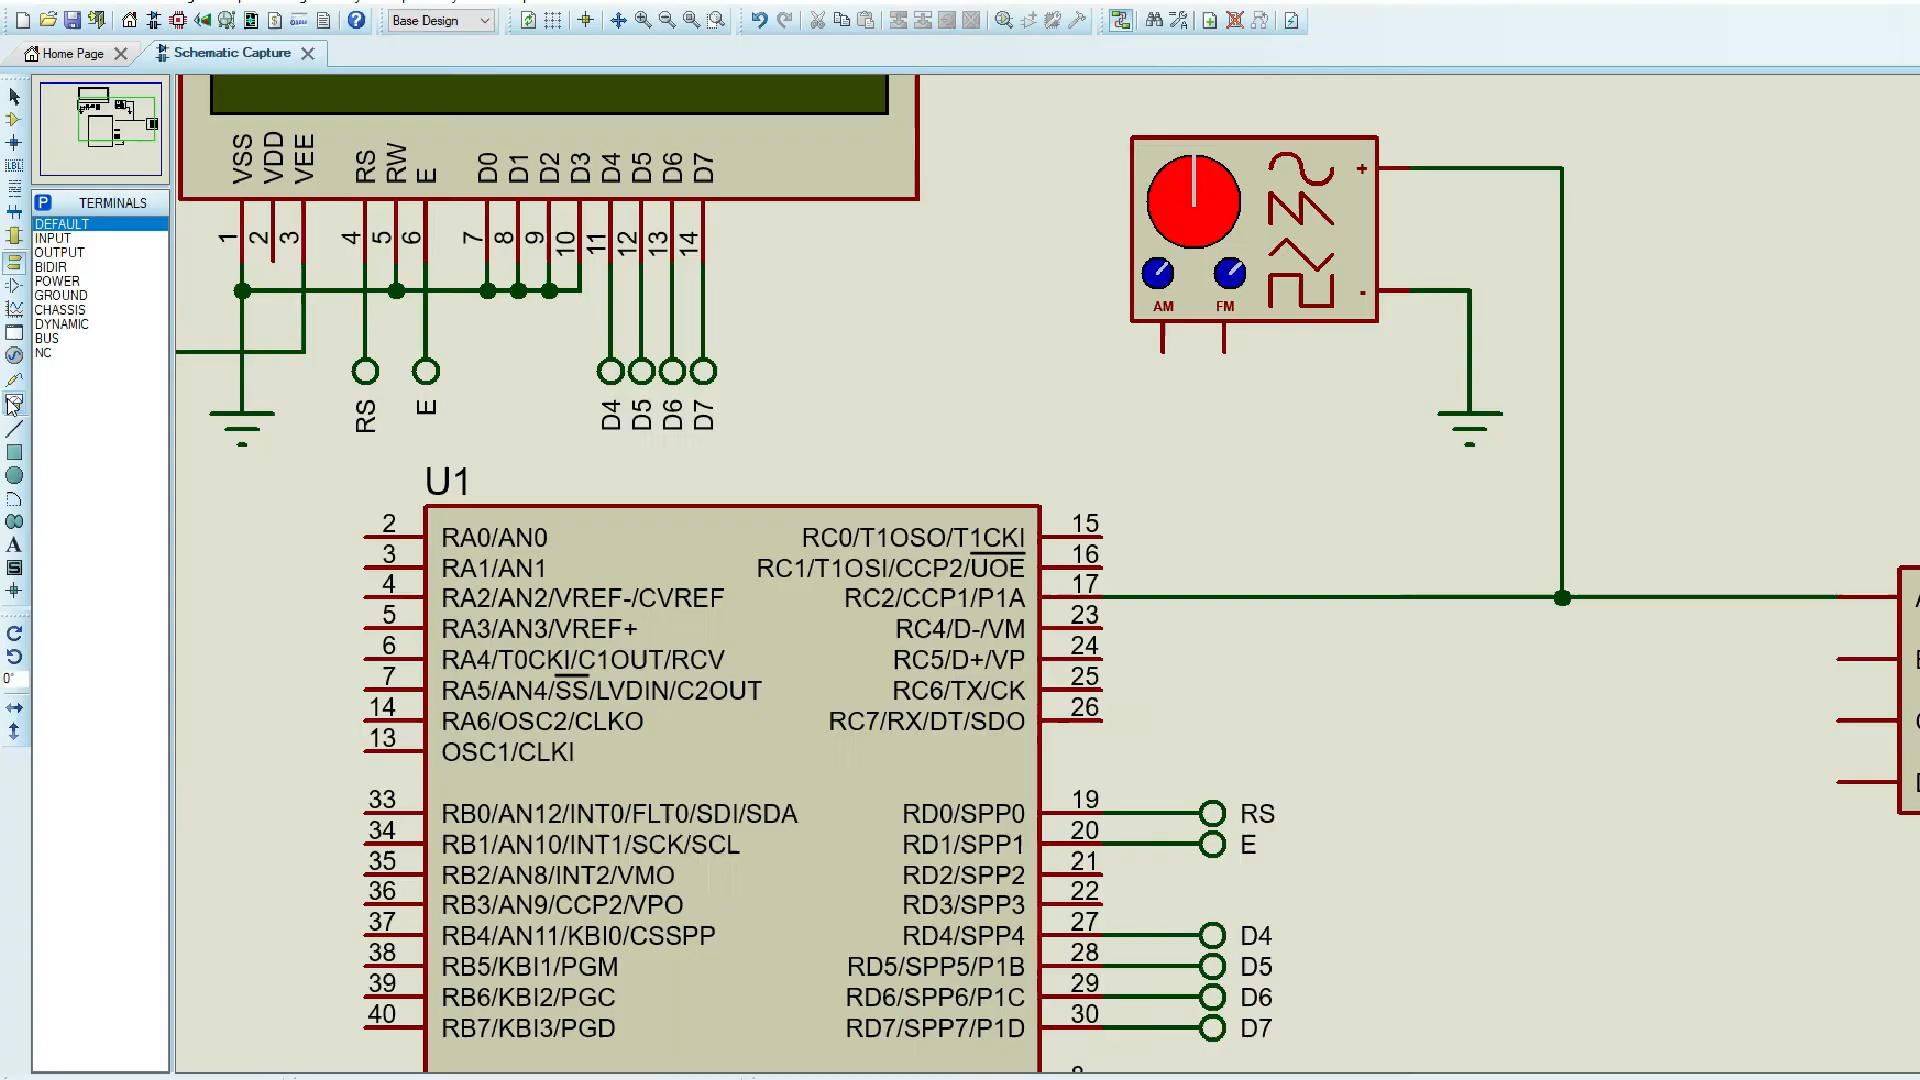 Base Design
Home Page
Schematic Capture
P TERMINALS
DEFAULT
INPUT
OUTPUT
BIDIR
POWER
GROUND
CHASSIS
DYNAMIC
BUS
NC
LBL
A
S
0°
VSS VDD VEE RS RW E D0 D1 D2 D3 D4 D5 D6 D7
1 2 3 4 5 6 7 8 9 10 11 12 13 14
RS E D4 D5 D6 D7
+
-
AM FM
U1
2 RA0/AN0 RC0/T1OSO/T1CKI 15
3 RA1/AN1 RC1/T1OSI/CCP2/UOE 16
4 RA2/AN2/VREF-/CVREF RC2/CCP1/P1A 17
5 RA3/AN3/VREF+ RC4/D-/VM 23
6 RA4/T0CKI/C1OUT/RCV RC5/D+/VP 24
7 RA5/AN4/SS/LVDIN/C2OUT RC6/TX/CK 25
14 RA6/OSC2/CLKO RC7/RX/DT/SDO 26
13 OSC1/CLKI
33 RB0/AN12/INT0/FLT0/SDI/SDA RD0/SPP0 19 RS
34 RB1/AN10/INT1/SCK/SCL RD1/SPP1 20 E
35 RB2/AN8/INT2/VMO RD2/SPP2 21
36 RB3/AN9/CCP2/VPO RD3/SPP3 22
37 RB4/AN11/KBI0/CSSPP RD4/SPP4 27 D4
38 RB5/KBI1/PGM RD5/SPP5/P1B 28 D5
39 RB6/KBI2/PGC RD6/SPP6/P1C 29 D6
40 RB7/KBI3/PGD RD7/SPP7/P1D 30 D7